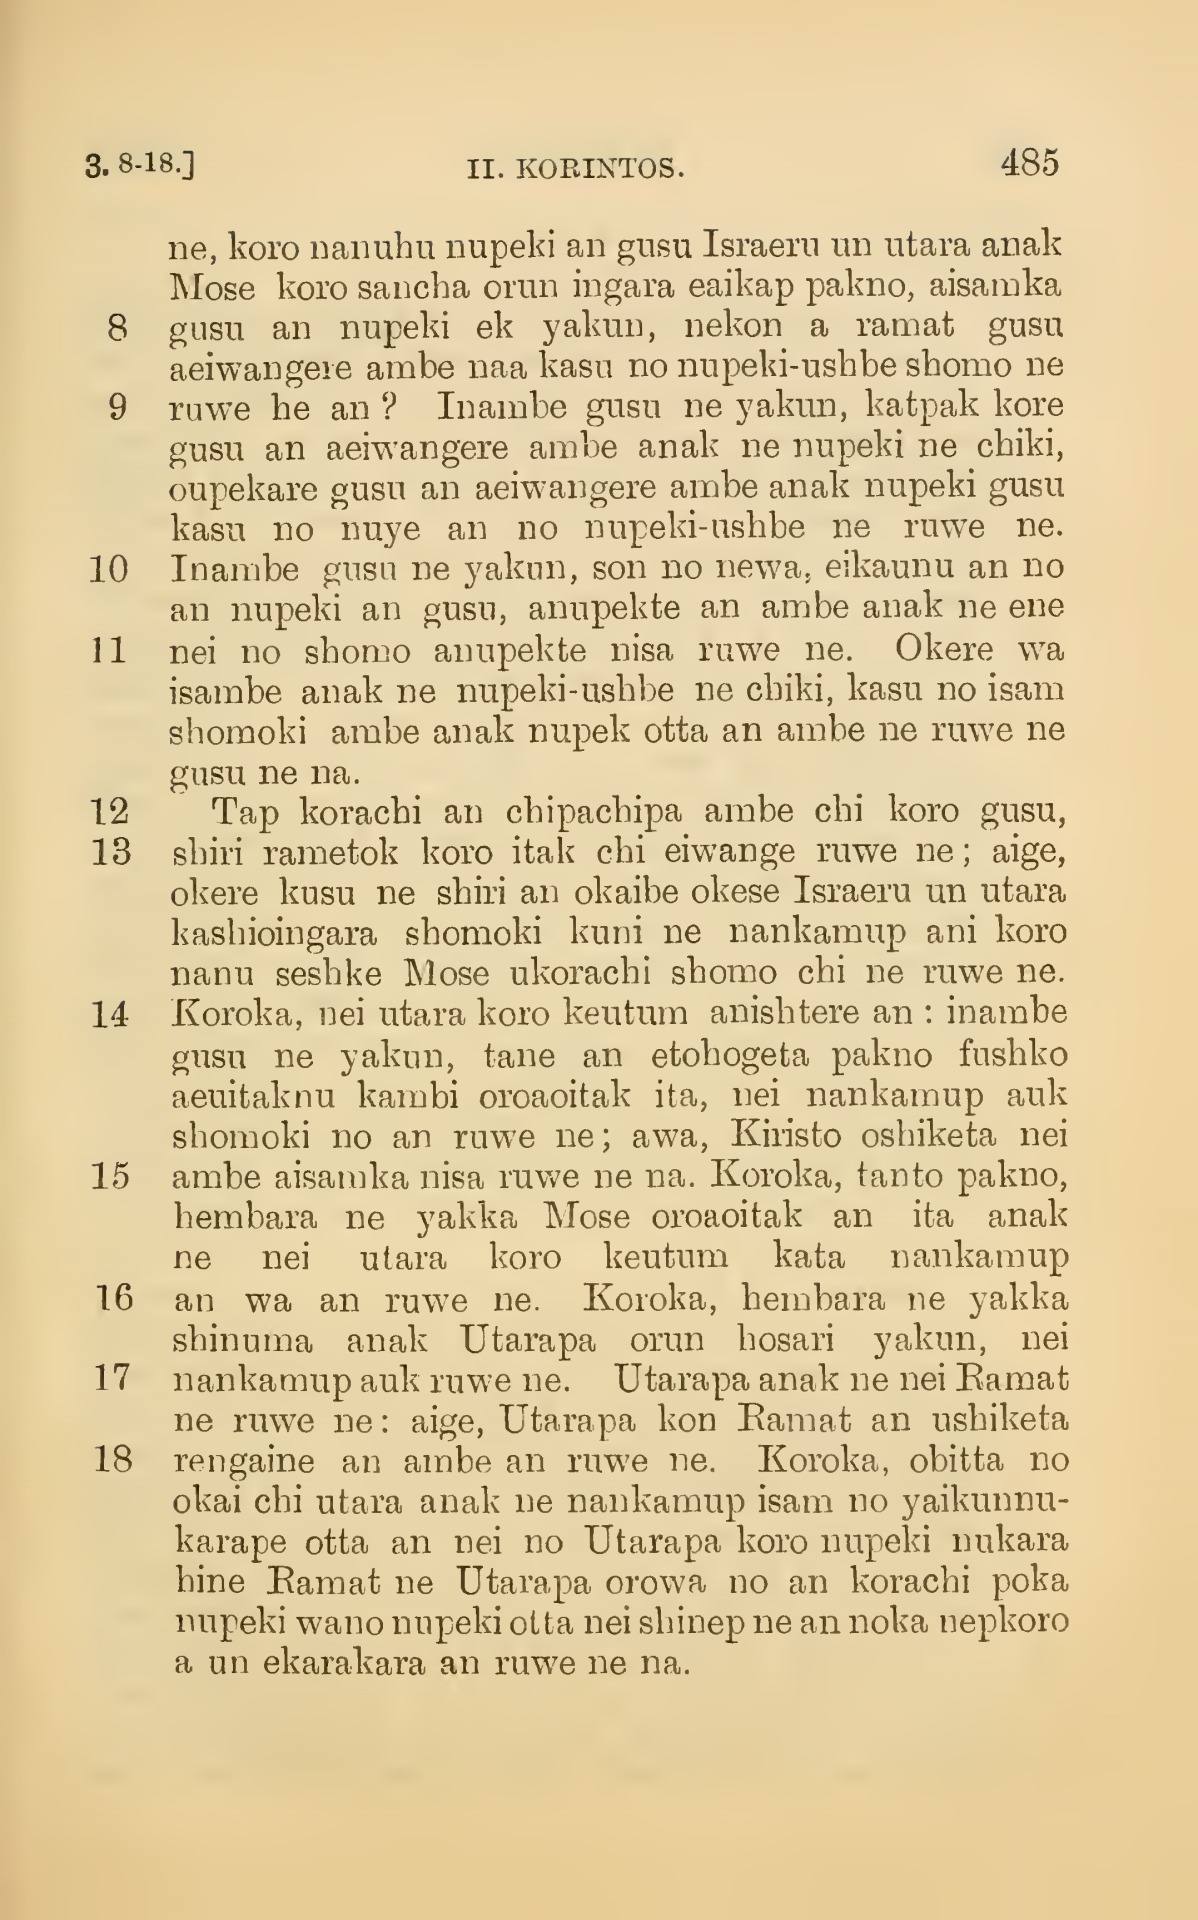 3. 8-18.] II. KORINTOS. 485
ne, koro nanuhu nupeki an gusu Israeru un utara anak
Mose koro sancha orun ingara eaikap pakno, aisamka
8 gusu an nupeki ek yakun, nekon a ramat gusu
aeiwangere ambe naa kasu no nupeki-ushbe shomo ne
9 ruwe he an? Inambe gusu ne yakun, katpak kore
gusu an aeiwangere ambe anak ne nupeki ne chiki,
oupekare gusu an aeiwangere ambe anak nupeki gusu
kasu no nuye an no nupeki-ushbe ne ruwe ne.
10 Inambe gusu ne yakun, son no newa, eikaunu an no
an nupeki an gusu, anupekte an ambe anak ne ene
11 nei no shomo anupekte nisa ruwe ne. Okere wa
isambe anak ne nupeki-ushbe ne chiki, kasu no isam
shomoki ambe anak nupek otta an ambe ne ruwe ne
gusu ne na.
12 Tap korachi an chipachipa ambe chi koro gusu,
13 shiri rametok koro itak chi eiwange ruwe ne; aige,
okere kusu ne shiri an okaibe okese Israeru un utara
kashioingara shomoki kuni ne nankamup ani koro
nanu seshke Mose ukorachi shomo chi ne ruwe ne.
14 Koroka, nei utara koro keutum anishtere an: inambe
gusu ne yakun, tane an etohogeta pakno fushko
aeuitaknu kambi oroaoitak ita, nei nankamup auk
shomoki no an ruwe ne; awa, Kiristo oshiketa nei
15 ambe aisamka nisa ruwe ne na. Koroka, tanto pakno,
hembara ne yakka Mose oroaoitak an ita anak
ne nei utara koro keutum kata nankamup
16 an wa an ruwe ne. Koroka, hembara ne yakka
shinuma anak Utarapa orun hosari yakun, nei
17 nankamup auk ruwe ne. Utarapa anak ne nei Ramat
ne ruwe ne: aige, Utarapa kon Ramat an ushiketa
18 rengaine an ambe an ruwe ne. Koroka, obitta no
okai chi utara anak ne nankamup isam no yaikunnu-
karape otta an nei no Utarapa koro nupeki nukara
hine Ramat ne Utarapa orowa no an korachi poka
nupeki wano nupeki otta nei shinep ne an noka nepkoro
a un ekarakara an ruwe ne na.